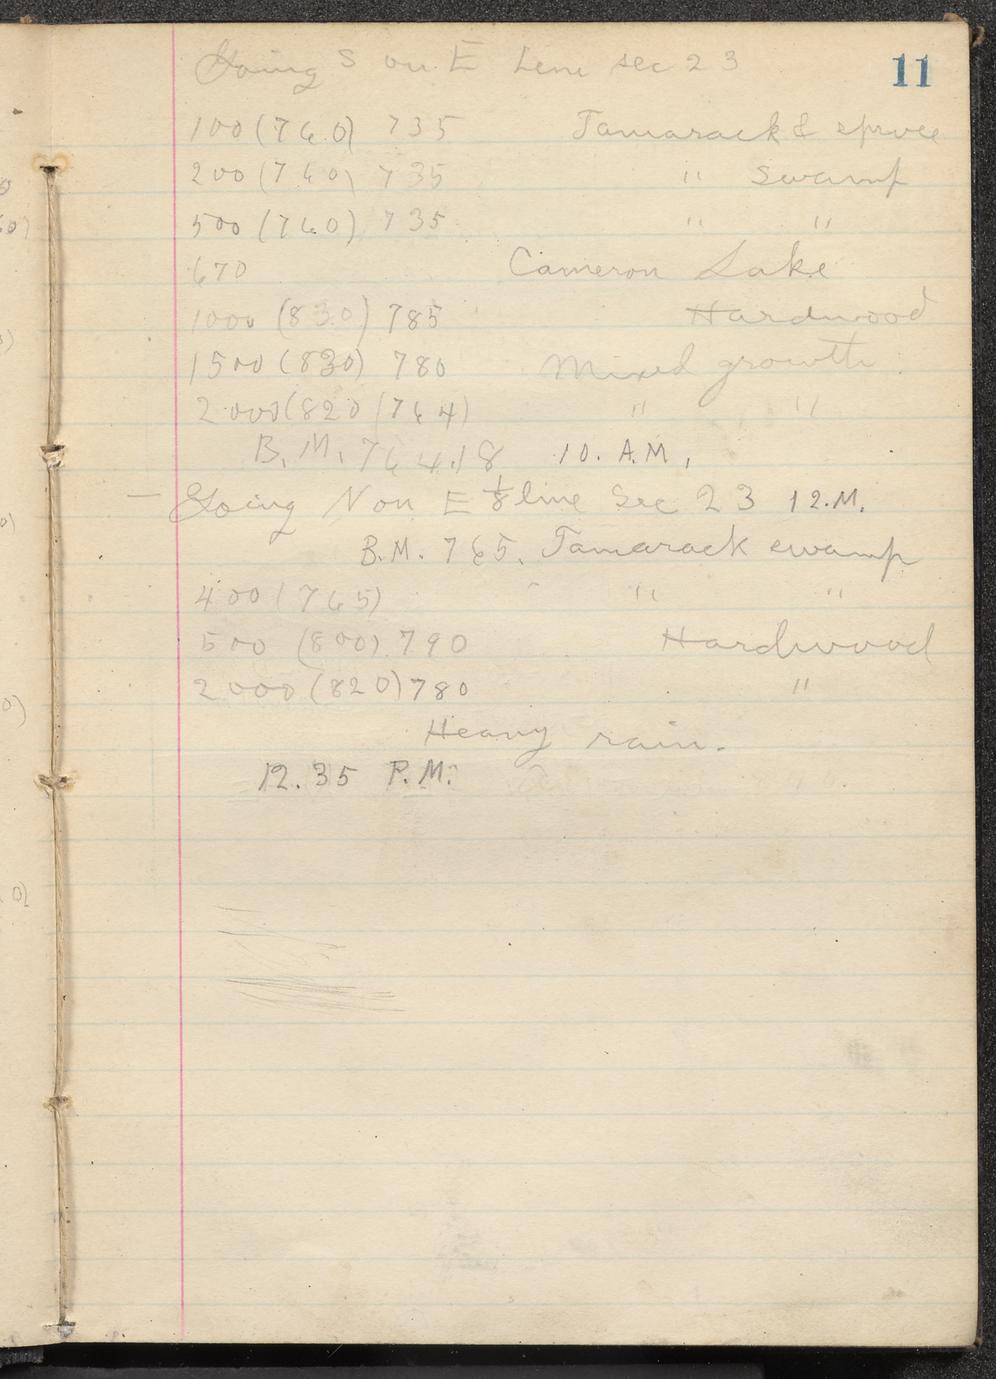 11
Going S on E Line sec 23
100 (760) 735 Tamarack & spruce
200 (760) 735 " Swamp
500 (760) 735 " "
670 Cameron Lake
1000 (830) 785 Hardwood
1500 (830) 780 Mixed growth
2000 (820 (764) " "
B.M. 764.18 10. A.M.
— Going N on E 1/8 line Sec 23 12.M.
B.M. 765. Tamarack swamp
400 (765) " "
500 (800) 790 Hardwood
2000 (820) 780 "
Heavy rain.
12.35 P.M.